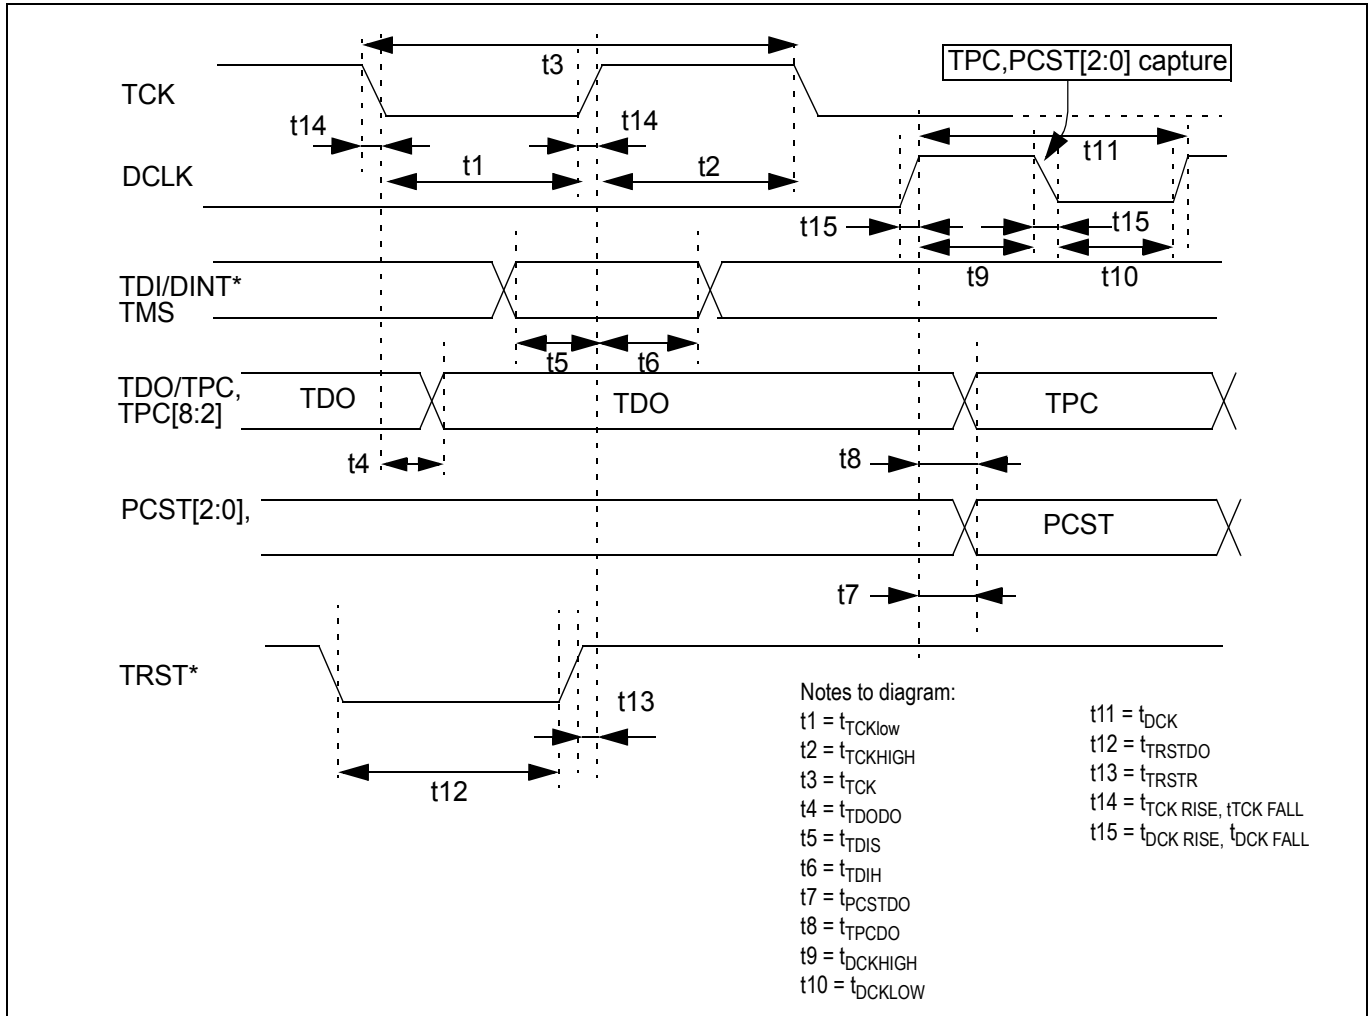 t3
TPC,PCST[2:0] capture
TCK
t14
t14
t11
DCLK
t1
t2
t15
t15
t9
t10
TDI/DINT*
TMS
t5
t6
TDO/TPC,
TPC[8:2]
TDO
TDO
TPC
t4
t8
PCST[2:0],
PCST
t7
TRST*
t13
t12
Notes to diagram:
t1 = tTCKlow
t2 = tTCKHIGH
t3 = tTCK
t4 = tTDODO
t5 = tTDIS
t6 = tTDIH
t7 = tPCSTDO
t8 = tTPCDO
t9 = tDCKHIGH
t10 = tDCKLOW
t11 = tDCK
t12 = tTRSTDO
t13 = tTRSTR
t14 = tTCK RISE, tTCK FALL
t15 = tDCK RISE, tDCK FALL